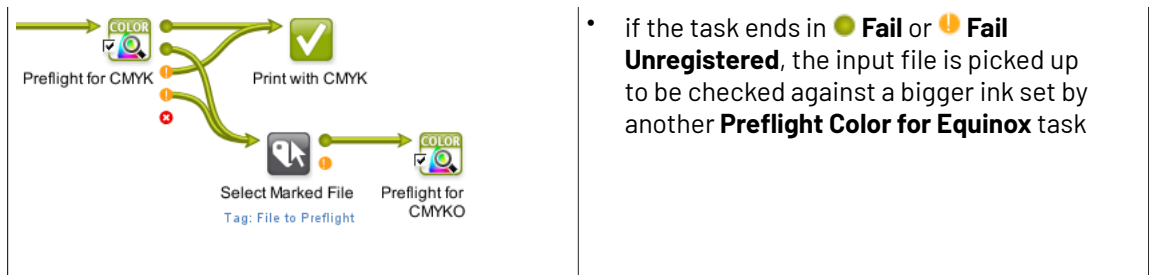 COLOR
Preflight for CMYK
Print with CMYK
Select Marked File
Tag: File to Preflight
COLOR
Preflight for
CMYKO
• if the task ends in Fail or Fail
Unregistered, the input file is picked up
to be checked against a bigger ink set by
another Preflight Color for Equinox task